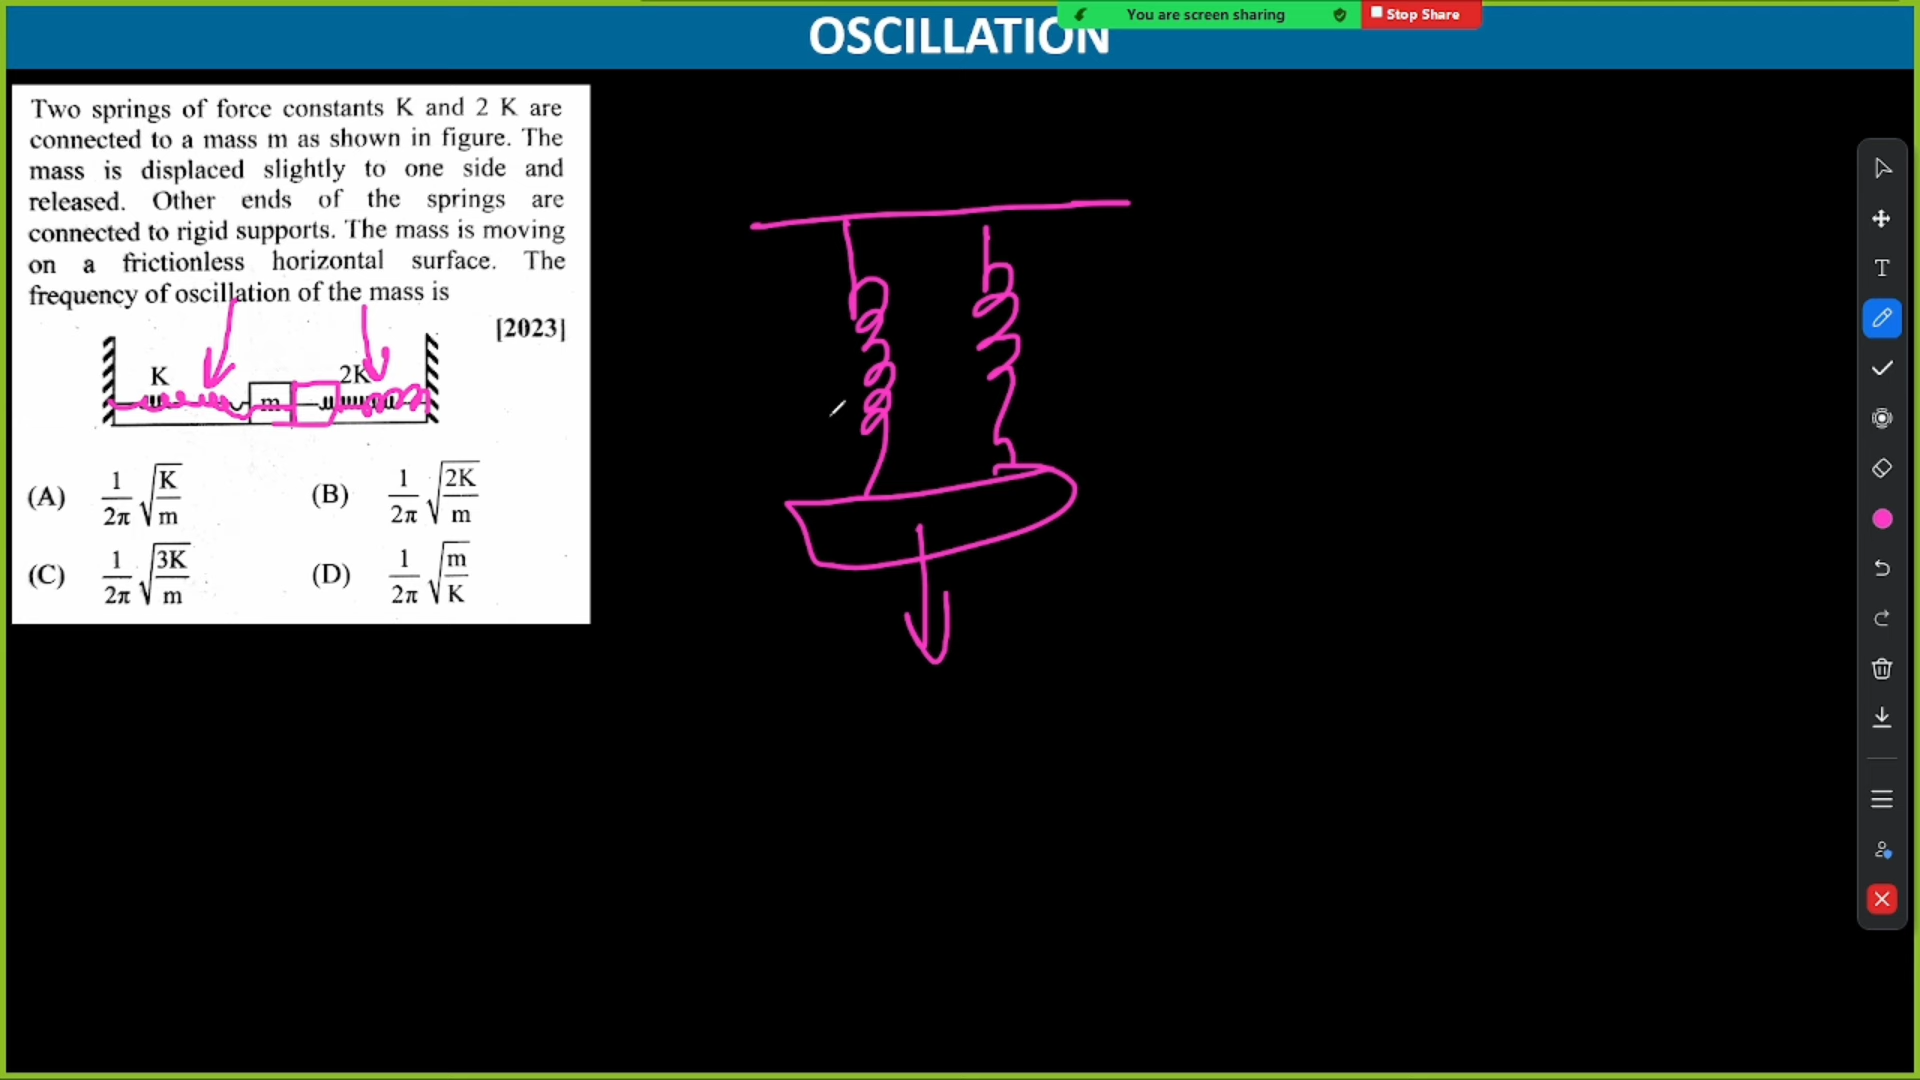 You are screen sharing
Stop Share
OSCILLATION
Two springs of force constants K and 2 K are
connected to a mass m as shown in figure. The
mass is displaced slightly to one side and
released. Other ends of the springs are
connected to rigid supports. The mass is moving
on a frictionless horizontal surface. The
frequency of oscillation of the mass is
[2023]
K
2K
m
(A) 1/2π √K/m
(B) 1/2π √2K/m
(C) 1/2π √3K/m
(D) 1/2π √m/K
T